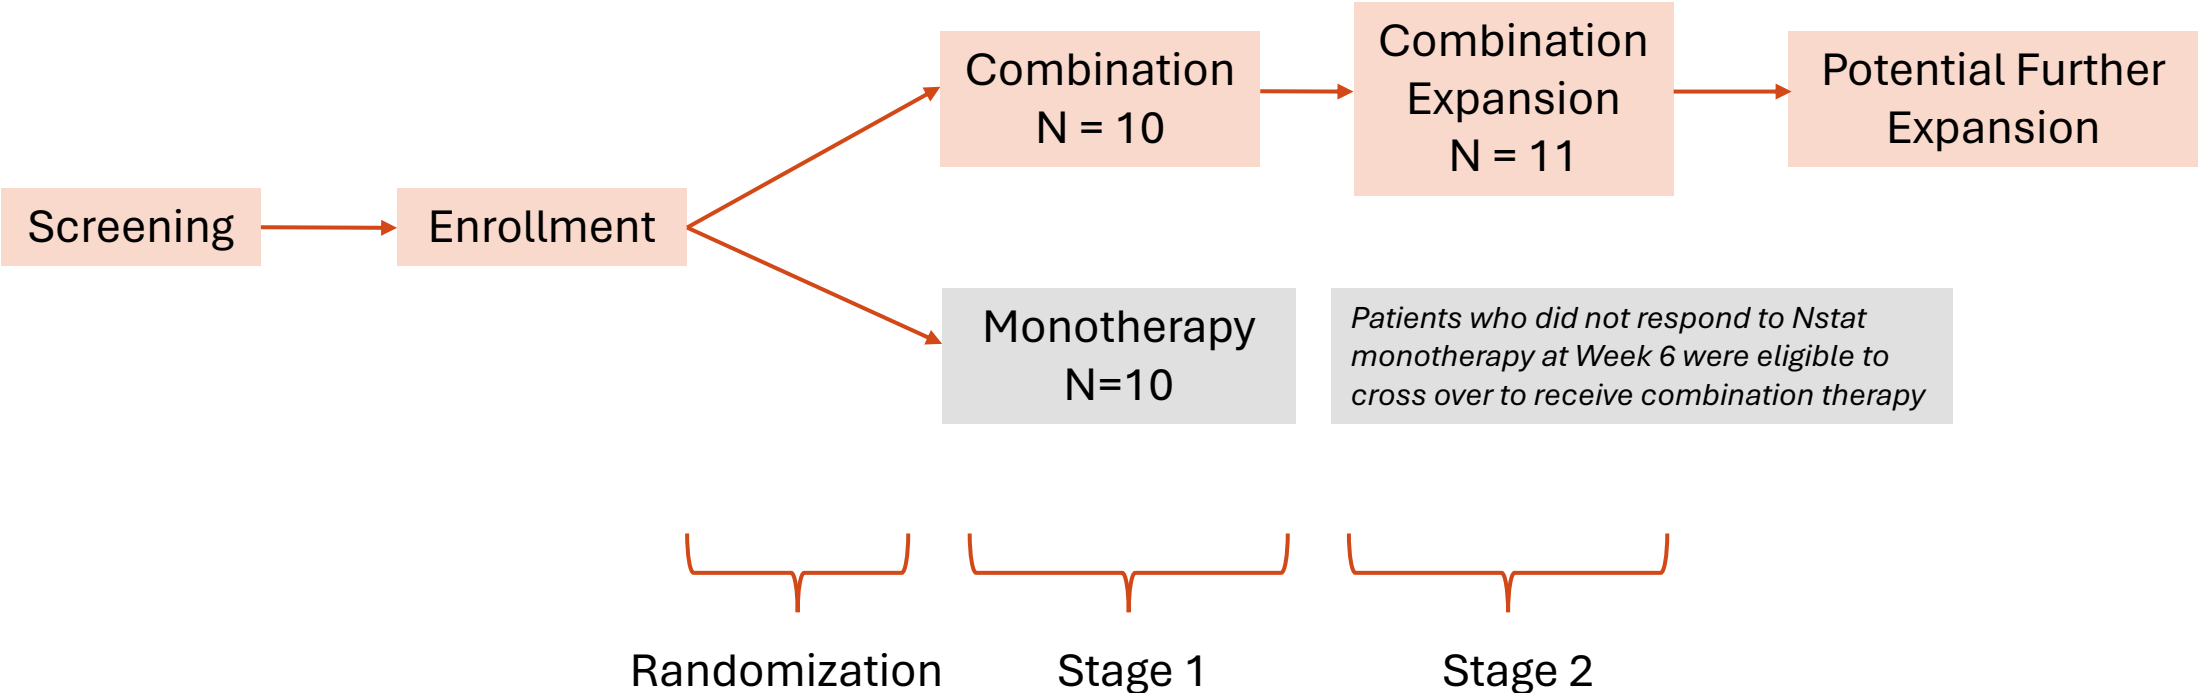 Screening
Enrollment
Combination
N = 10
Combination
Expansion
N = 11
Potential Further
Expansion
Monotherapy
N=10
Patients who did not respond to Nstat
monotherapy at Week 6 were eligible to
cross over to receive combination therapy
Randomization
Stage 1
Stage 2